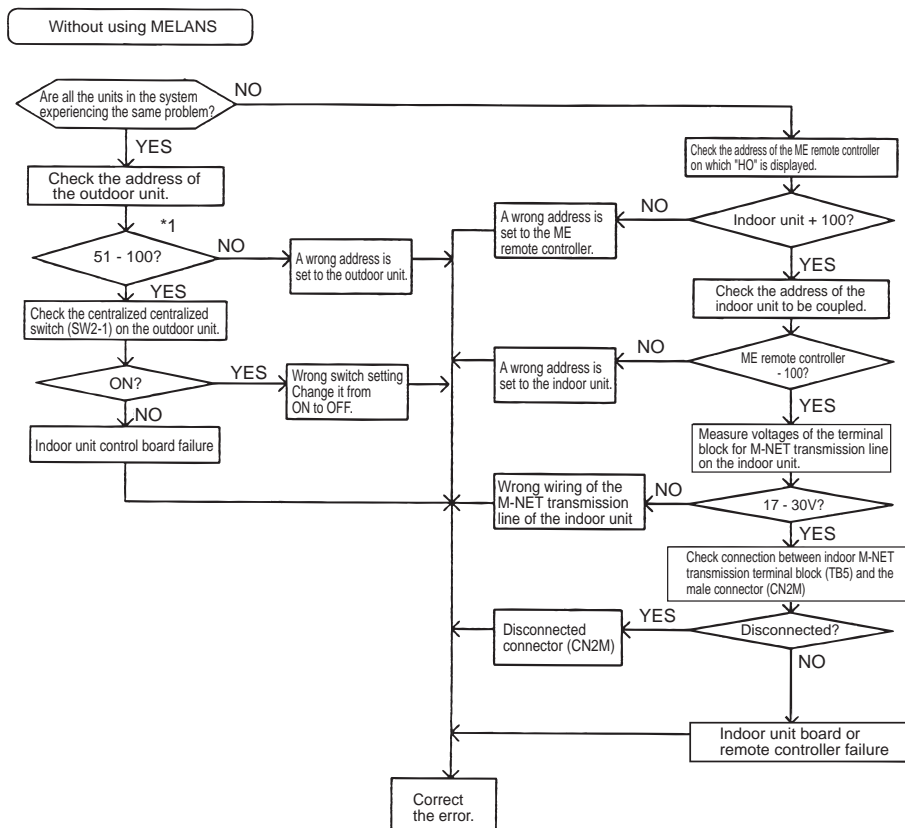 Without using MELANS
Are all the units in the system
experiencing the same problem?
NO
YES
Check the address of
the outdoor unit.
*1
51 - 100?
NO
A wrong address is
set to the outdoor unit.
YES
Check the centralized centralized
switch (SW2-1) on the outdoor unit.
ON?
YES
Wrong switch setting
Change it from
ON to OFF.
NO
Indoor unit control board failure
Check the address of the ME remote controller
on which "HO" is displayed.
Indoor unit + 100?
NO
A wrong address is
set to the ME
remote controller.
YES
Check the address of the
indoor unit to be coupled.
ME remote controller
- 100?
NO
A wrong address is
set to the indoor unit.
YES
Measure voltages of the terminal
block for M-NET transmission line
on the indoor unit.
17 - 30V?
NO
Wrong wiring of the
M-NET transmission
line of the indoor unit
YES
Check connection between indoor M-NET
transmission terminal block (TB5) and the
male connector (CN2M)
Disconnected?
YES
Disconnected
connector (CN2M)
NO
Indoor unit board or
remote controller failure
Correct
the error.